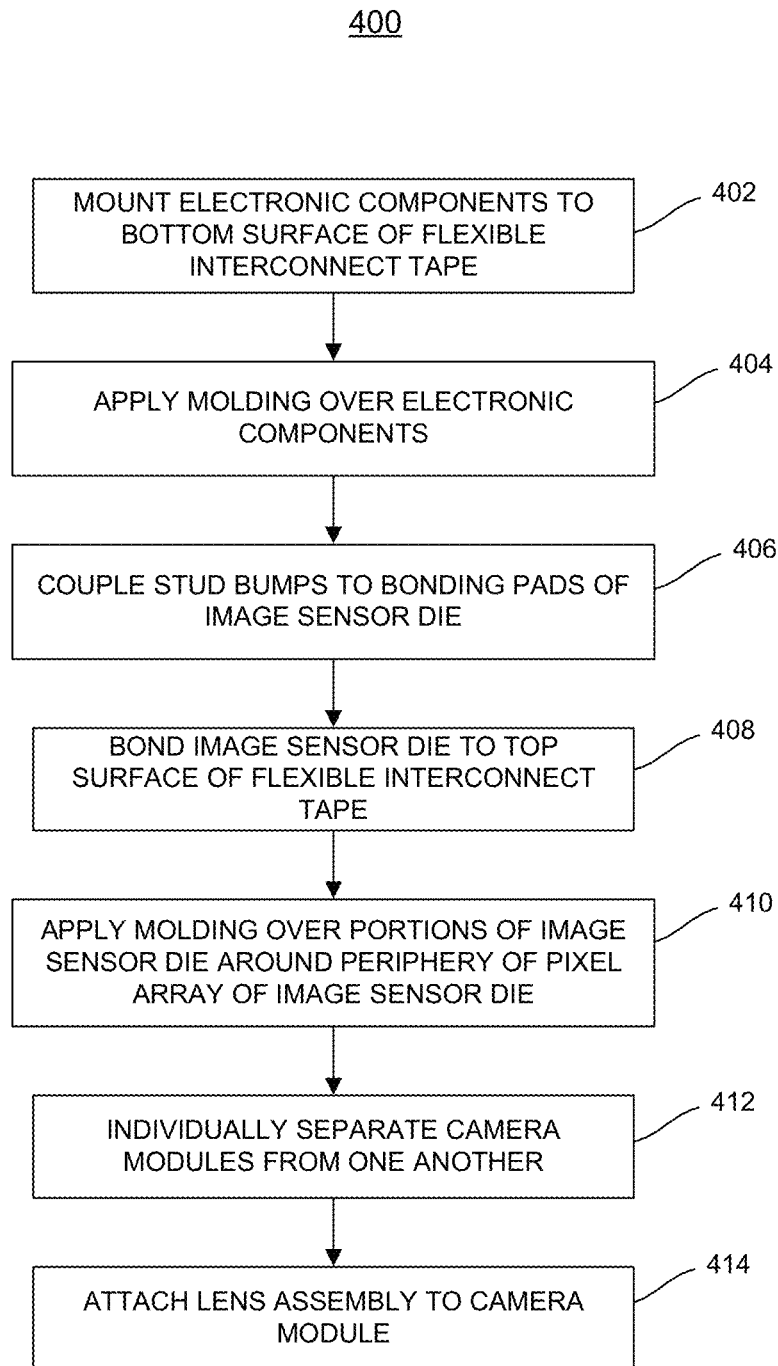 400
MOUNT ELECTRONIC COMPONENTS TO
BOTTOM SURFACE OF FLEXIBLE
INTERCONNECT TAPE
402
APPLY MOLDING OVER ELECTRONIC
COMPONENTS
404
COUPLE STUD BUMPS TO BONDING PADS OF
IMAGE SENSOR DIE
406
BOND IMAGE SENSOR DIE TO TOP
SURFACE OF FLEXIBLE INTERCONNECT
TAPE
408
APPLY MOLDING OVER PORTIONS OF IMAGE
SENSOR DIE AROUND PERIPHERY OF PIXEL
ARRAY OF IMAGE SENSOR DIE
410
INDIVIDUALLY SEPARATE CAMERA
MODULES FROM ONE ANOTHER
412
ATTACH LENS ASSEMBLY TO CAMERA
MODULE
414